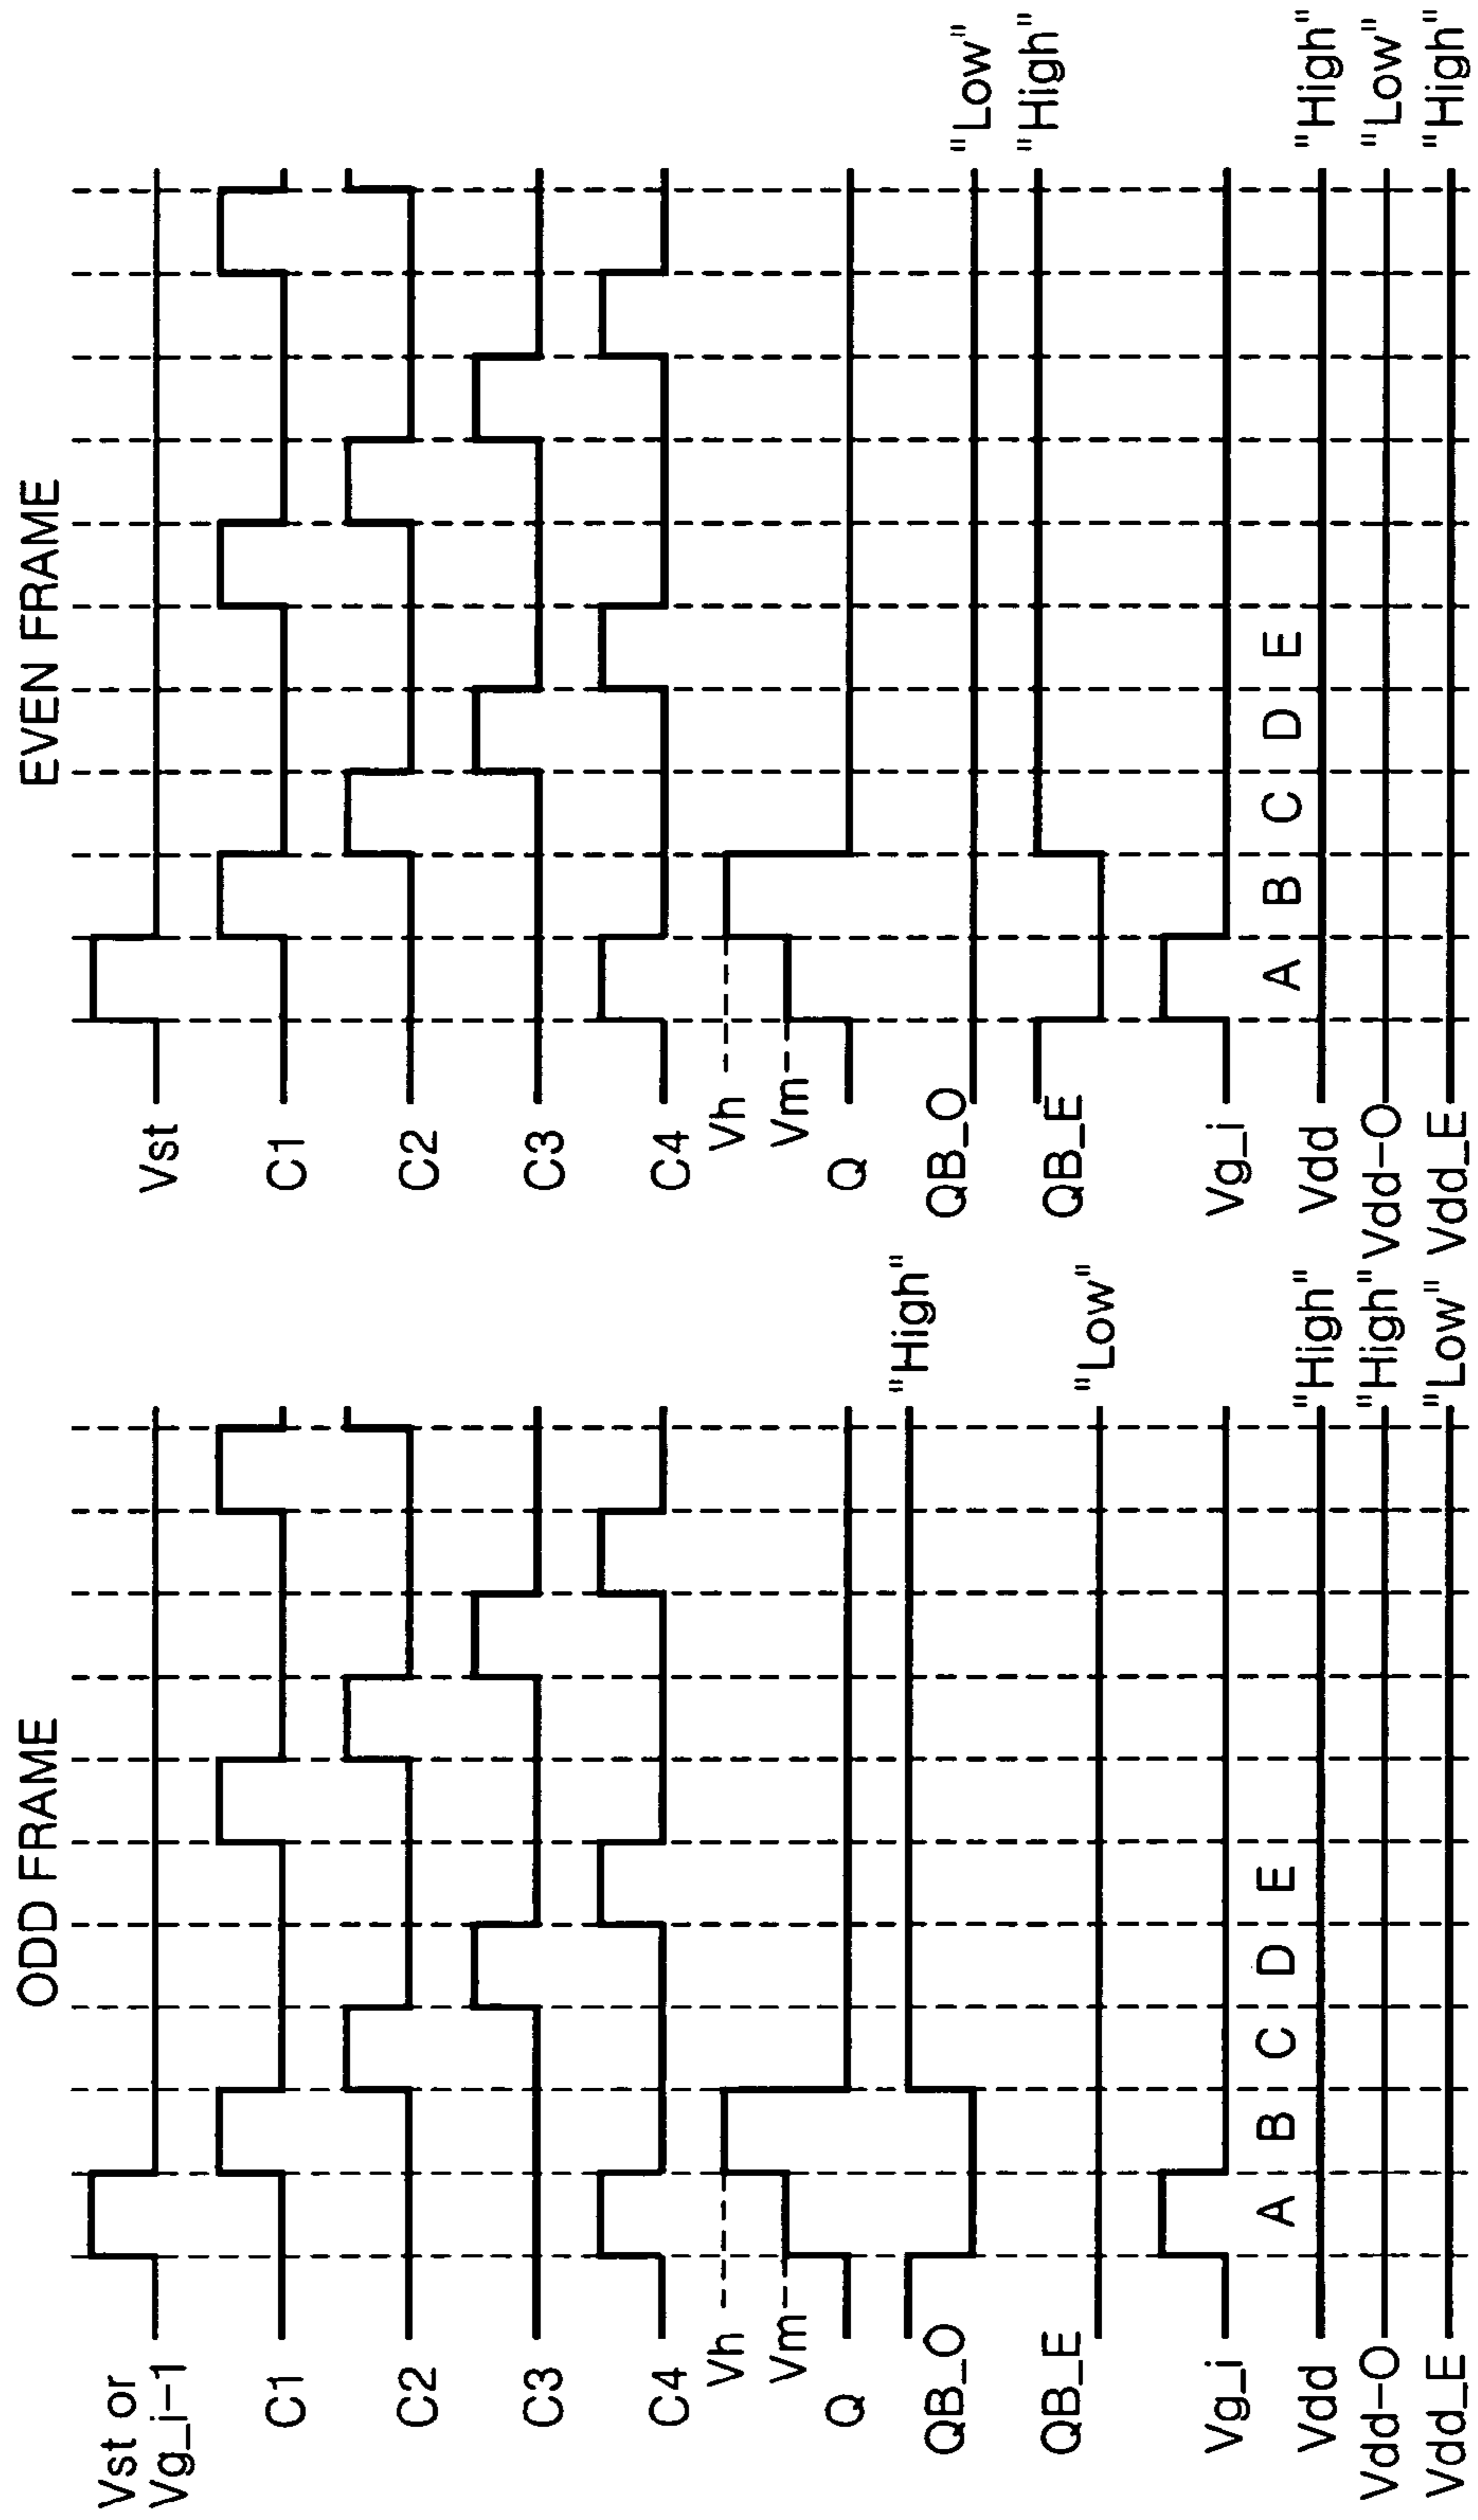 ODD FRAME
Vst or
Vg_i−1
C1
C2
C3
C4
Vh
Vm
Q
QB_O
"High"
QB_E
"Low"
Vg_i
A B C D E
Vdd
"High"
Vdd−O
"High"
Vdd_E
"Low"
EVEN FRAME
Vst
C1
C2
C3
C4
Vh
Vm
Q
QB_O
"Low"
QB_E
"High"
Vg_i
A B C D E
Vdd
"High"
Vdd−O
"Low"
Vdd_E
"High"